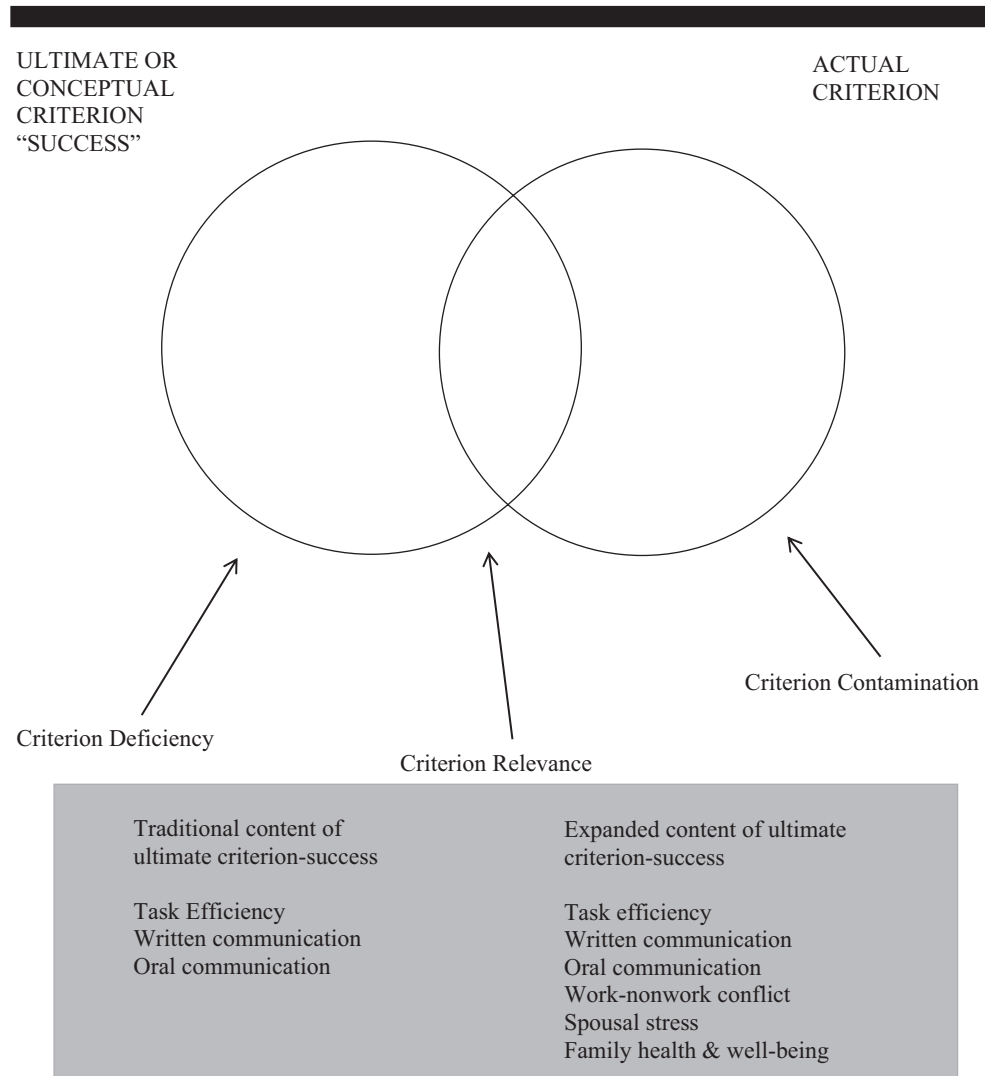 ULTIMATE OR
CONCEPTUAL
CRITERION
“SUCCESS”
ACTUAL
CRITERION
Criterion Contamination
Criterion Deficiency
Criterion Relevance
Traditional content of
ultimate criterion-success
Task Efficiency
Written communication
Oral communication
Expanded content of ultimate
criterion-success
Task efficiency
Written communication
Oral communication
Work-nonwork conflict
Spousal stress
Family health & well-being